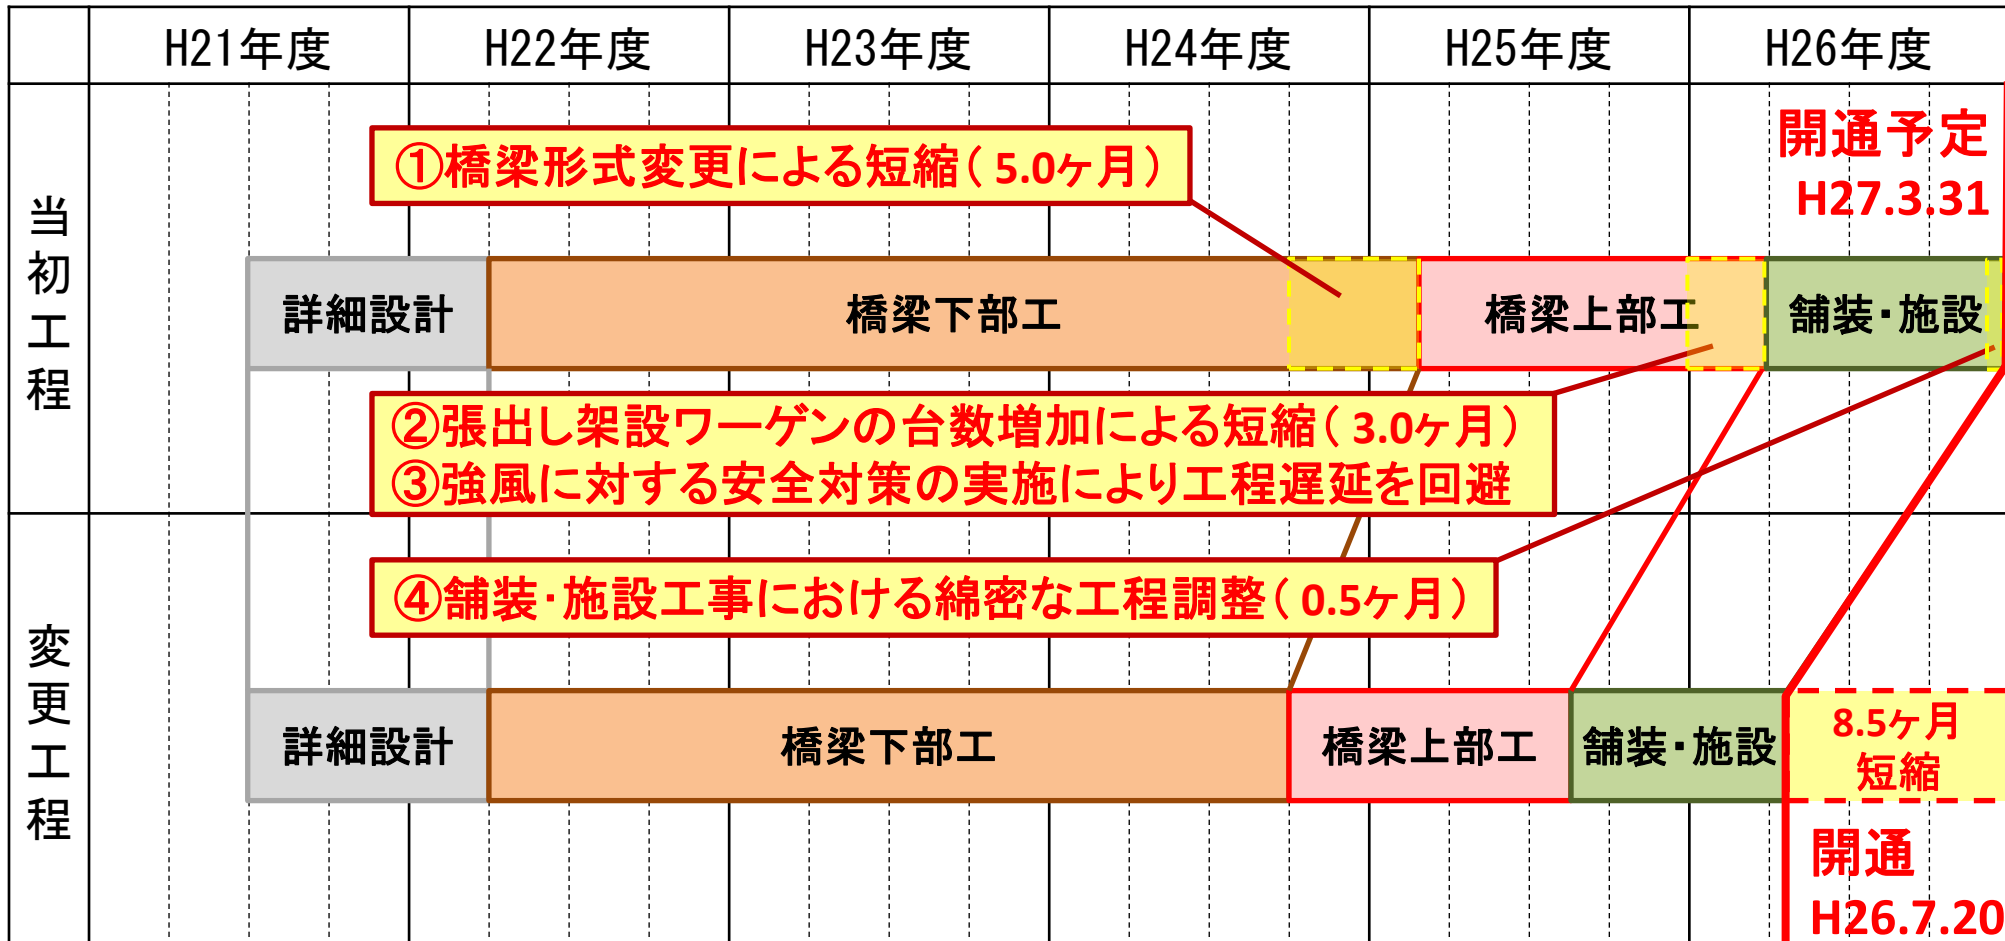 H21年度
H22年度
H23年度
H24年度
H25年度
H26年度
当初工程
①橋梁形式変更による短縮（5.0ヶ月）
開通予定
H27.3.31
詳細設計
橋梁下部工
橋梁上部工
舗装・施設
②張出し架設ワーゲンの台数増加による短縮（3.0ヶ月）
③強風に対する安全対策の実施により工程遅延を回避
変更工程
④舗装・施設工事における綿密な工程調整（0.5ヶ月）
詳細設計
橋梁下部工
橋梁上部工
舗装・施設
8.5ヶ月
短縮
開通
H26.7.20